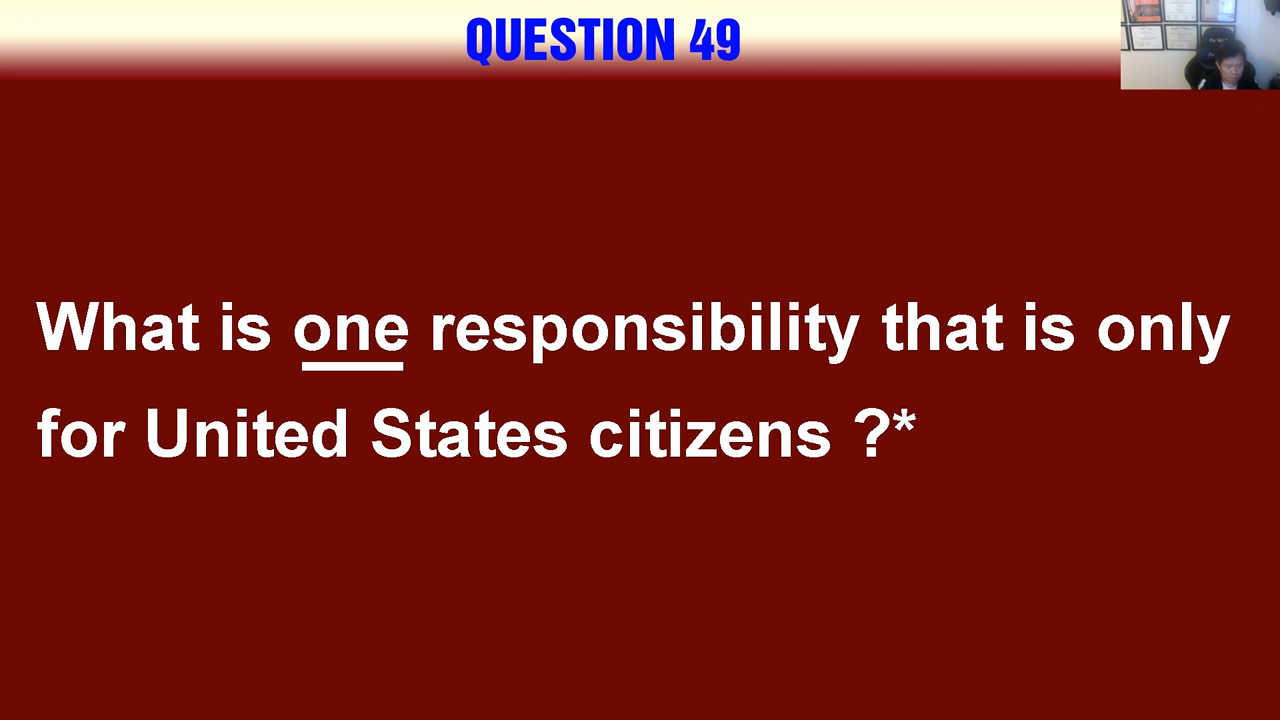 QUESTION 49
What is one responsibility that is only
for United States citizens ?*